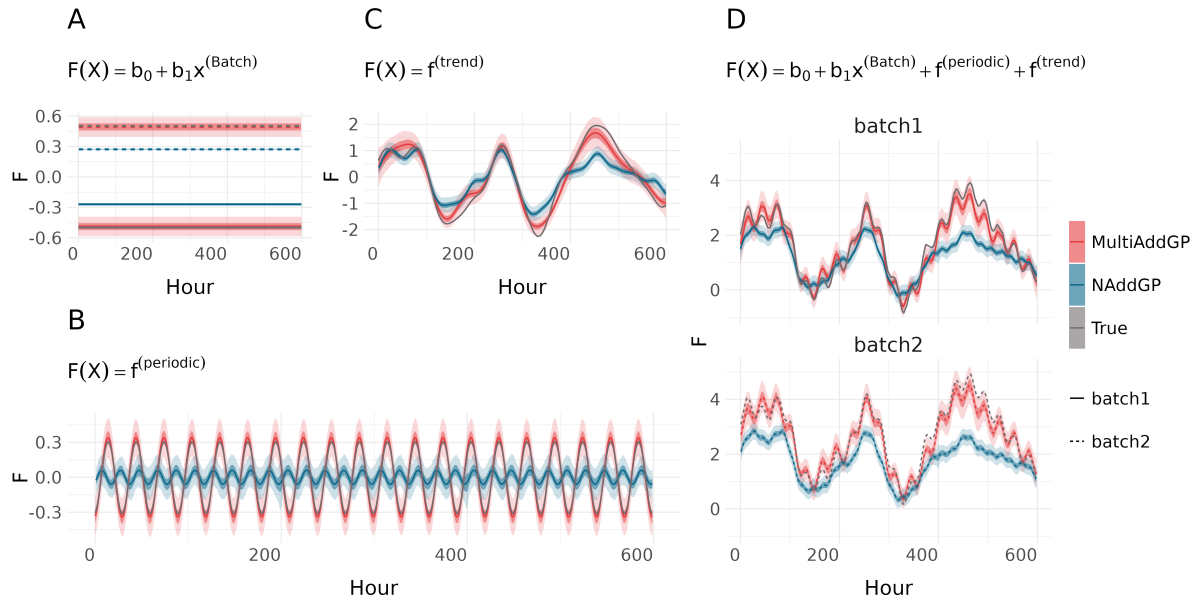 A
F(X) = b₀ + b₁x^(Batch)
0.6
0.3
0.0
-0.3
-0.6
F
0 200 400 600
Hour
B
F(X) = f^(periodic)
0.3
0.0
-0.3
F
0 200 400 600
Hour
C
F(X) = f^(trend)
2
1
0
-1
-2
F
0 200 400 600
Hour
D
F(X) = b₀ + b₁x^(Batch) + f^(periodic) + f^(trend)
batch1
4
2
0
F
batch2
4
2
0
0 200 400 600
Hour
MultiAddGP
NAddGP
True
batch1
batch2